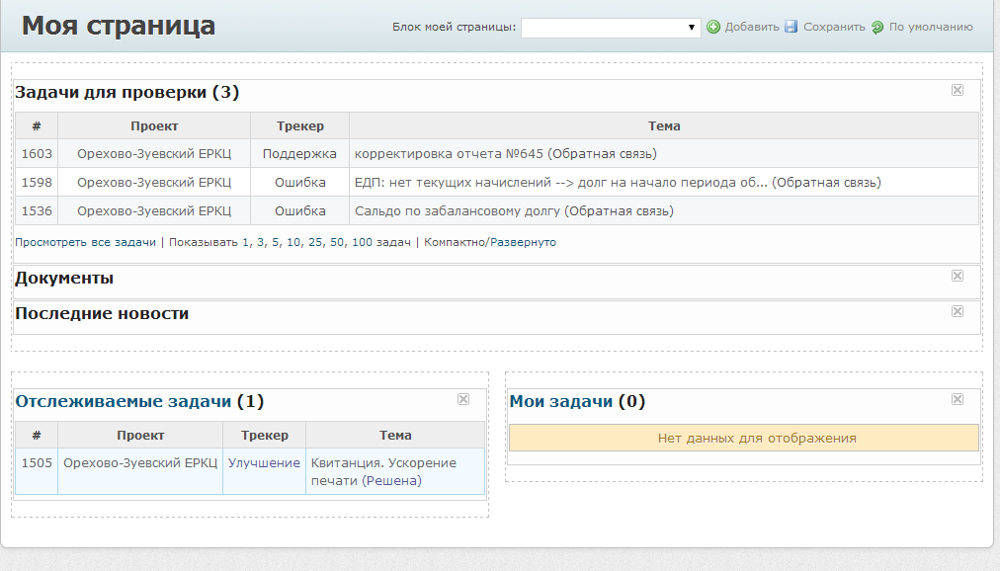 Моя страница
Блок моей страницы: Добавить Сохранить По умолчанию
Задачи для проверки (3)
# Проект Трекер Тема
1603 Орехово-Зуевский ЕРКЦ Поддержка корректировка отчета №645 (Обратная связь)
1598 Орехово-Зуевский ЕРКЦ Ошибка ЕДП: нет текущих начислений --> долг на начало периода об... (Обратная связь)
1536 Орехово-Зуевский ЕРКЦ Ошибка Сальдо по забалансовому долгу (Обратная связь)
Просмотреть все задачи | Показывать 1, 3, 5, 10, 25, 50, 100 задач | Компактно/Развернуто
Документы
Последние новости
Отслеживаемые задачи (1)
# Проект Трекер Тема
1505 Орехово-Зуевский ЕРКЦ Улучшение Квитанция. Ускорение
печати (Решена)
Мои задачи (0)
Нет данных для отображения